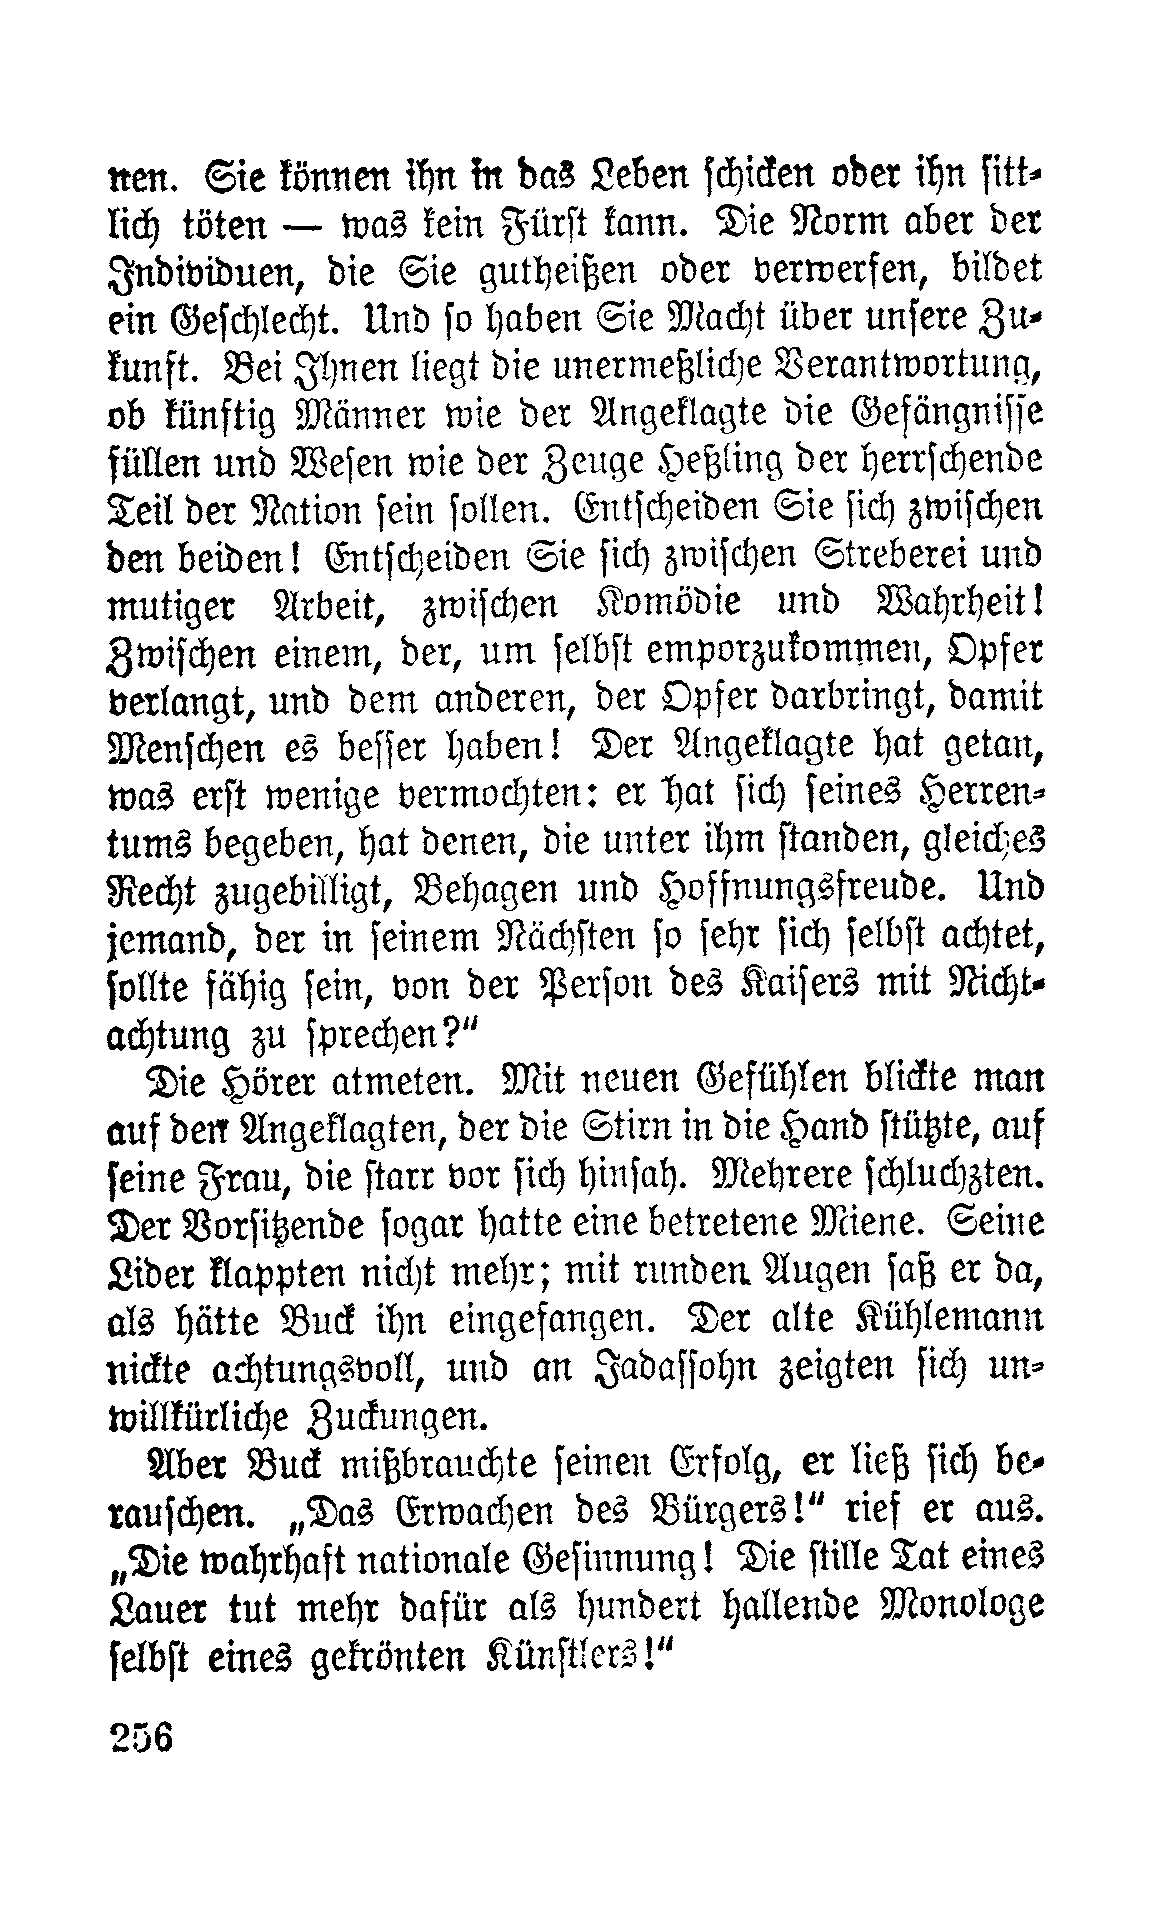 nen. Sie können ihn in das Leben schicken oder ihn sitt-
lich töten — was kein Fürst kann. Die Norm aber der
Individuen, die Sie gutheißen oder verwerfen, bildet
ein Geschlecht. Und so haben Sie Macht über unsere Zu-
kunft. Bei Ihnen liegt die unermeßliche Verantwortung,
ob künftig Männer wie der Angeklagte die Gefängnisse
füllen und Wesen wie der Zeuge Heßling der herrschende
Teil der Nation sein sollen. Entscheiden Sie sich zwischen
den beiden! Entscheiden Sie sich zwischen Streberei und
mutiger Arbeit, zwischen Komödie und Wahrheit!
Zwischen einem, der, um selbst emporzukommen, Opfer
verlangt, und dem anderen, der Opfer darbringt, damit
Menschen es besser haben! Der Angeklagte hat getan,
was erst wenige vermochten: er hat sich seines Herren-
tums begeben, hat denen, die unter ihm standen, gleiches
Recht zugebilligt, Behagen und Hoffnungsfreude. Und
jemand, der in seinem Nächsten so sehr sich selbst achtet,
sollte fähig sein, von der Person des Kaisers mit Nicht-
achtung zu sprechen?“
Die Hörer atmeten. Mit neuen Gefühlen blickte man
auf den Angeklagten, der die Stirn in die Hand stützte, auf
seine Frau, die starr vor sich hinsah. Mehrere schluchzten.
Der Vorsitzende sogar hatte eine betretene Miene. Seine
Lider klappten nicht mehr; mit runden Augen saß er da,
als hätte Buck ihn eingefangen. Der alte Kühlemann
nickte achtungsvoll, und an Jadassohn zeigten sich un-
willkürliche Zuckungen.
Aber Buck mißbrauchte seinen Erfolg, er ließ sich be-
rauschen. „Das Erwachen des Bürgers!“ rief er aus.
„Die wahrhaft nationale Gesinnung! Die stille Tat eines
Lauer tut mehr dafür als hundert hallende Monologe
selbst eines gekrönten Künstlers!“
256